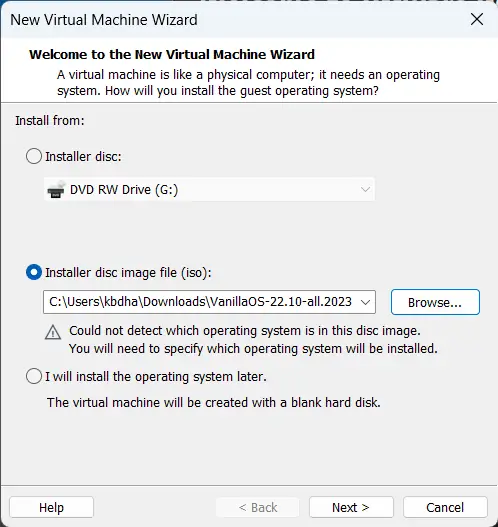 New Virtual Machine Wizard
Welcome to the New Virtual Machine Wizard
A virtual machine is like a physical computer; it needs an operating
system. How will you install the guest operating system?
Install from:
Installer disc:
DVD RW Drive (G:)
Installer disc image file (iso):
C:\Users\kbdha\Downloads\VanillaOS-22.10-all.2023
Browse...
Could not detect which operating system is in this disc image.
You will need to specify which operating system will be installed.
I will install the operating system later.
The virtual machine will be created with a blank hard disk.
Help
< Back
Next >
Cancel